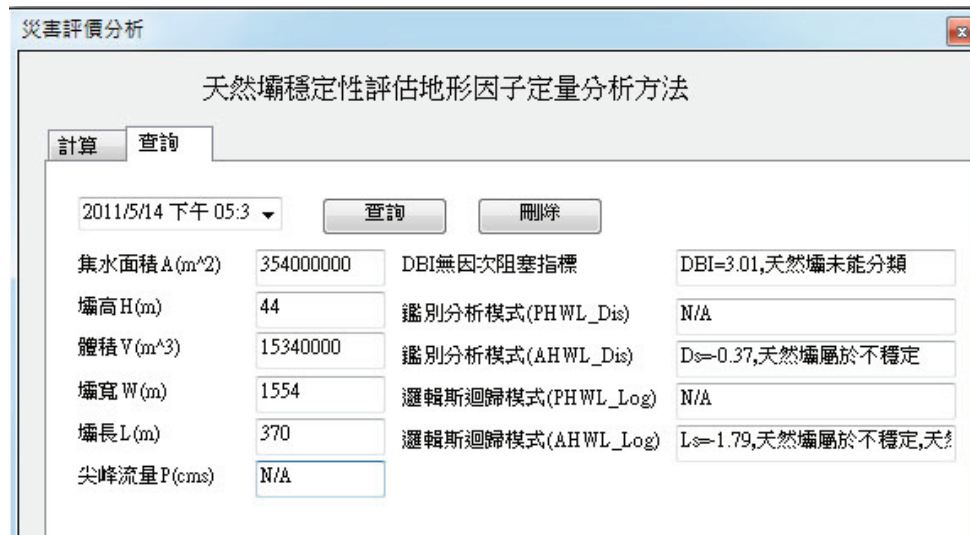 災害評價分析
天然壩穩定性評估地形因子定量分析方法
計算 查詢
2011/5/14 下午 05:3 查詢 刪除
集水面積A(m^2) 354000000 DBI無因次阻塞指標 DBI=3.01,天然壩未能分類
壩高H(m) 44 鑑別分析模式(PHWL_Dis) N/A
體積V(m^3) 15340000 鑑別分析模式(AHWL_Dis) Ds=-0.37,天然壩屬於不穩定
壩寬W(m) 1554 邏輯斯迴歸模式(PHWL_Log) N/A
壩長L(m) 370 邏輯斯迴歸模式(AHWL_Log) Ls=-1.79,天然壩屬於不穩定,天
尖峰流量P(cms) N/A